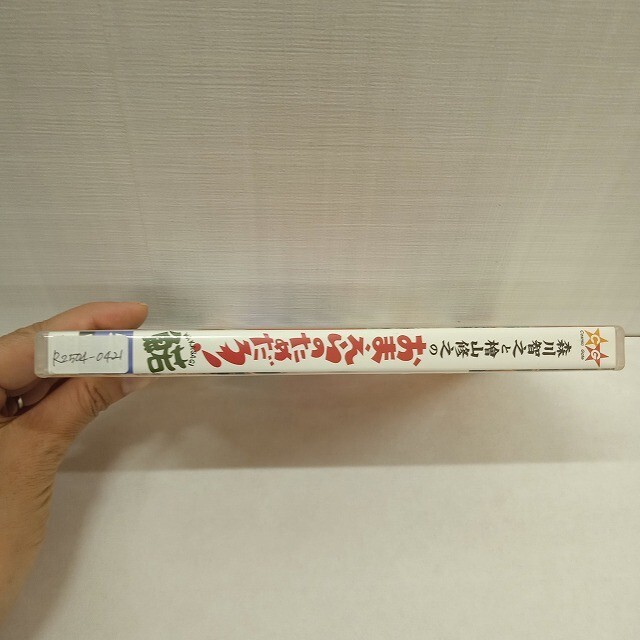 森川智之と檜山修之の
おまえらのためだろ!
鮎
R2504-0421